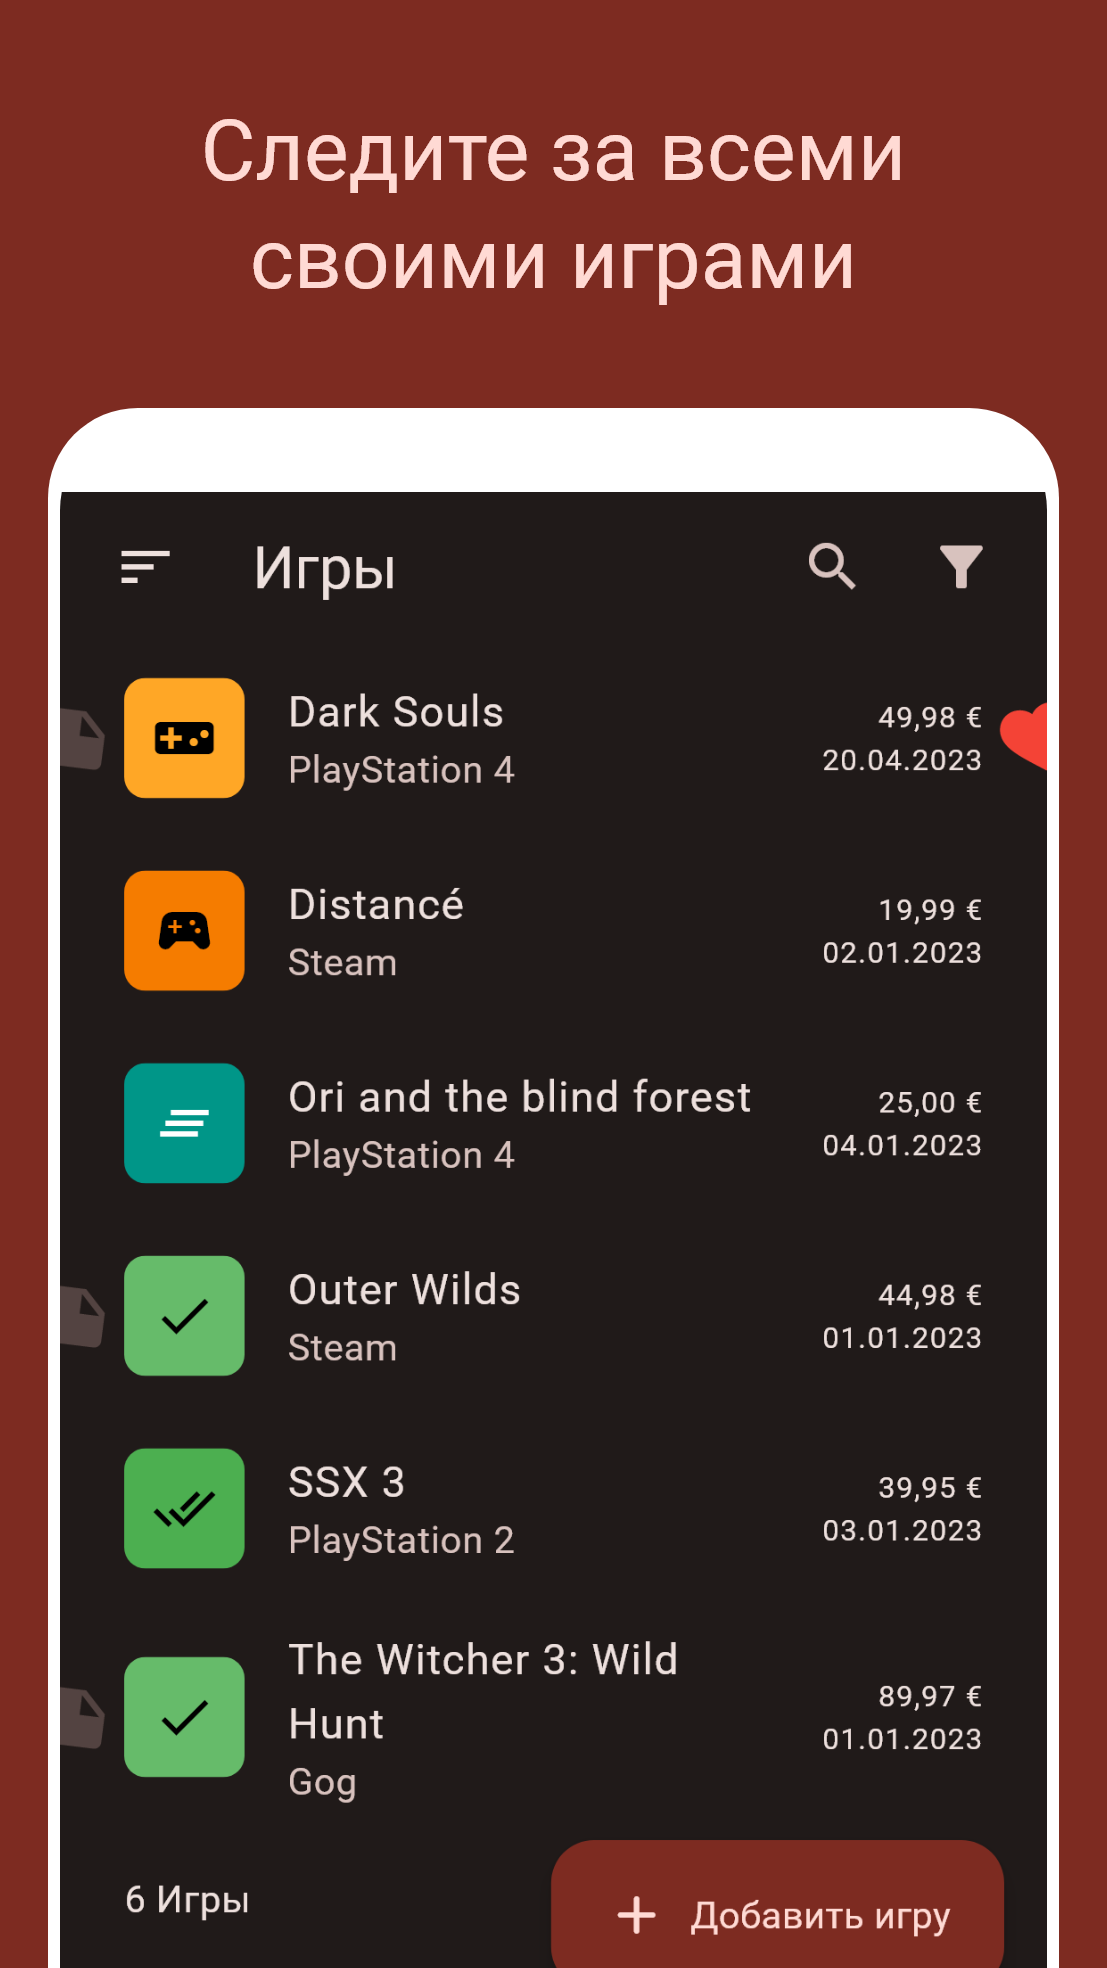 Следите за всеми
своими играми
Игры
Dark Souls
PlayStation 4
49,98 €
20.04.2023
Distancé
Steam
19,99 €
02.01.2023
Ori and the blind forest
PlayStation 4
25,00 €
04.01.2023
Outer Wilds
Steam
44,98 €
01.01.2023
SSX 3
PlayStation 2
39,95 €
03.01.2023
The Witcher 3: Wild
Hunt
Gog
89,97 €
01.01.2023
6 Игры
Добавить игру